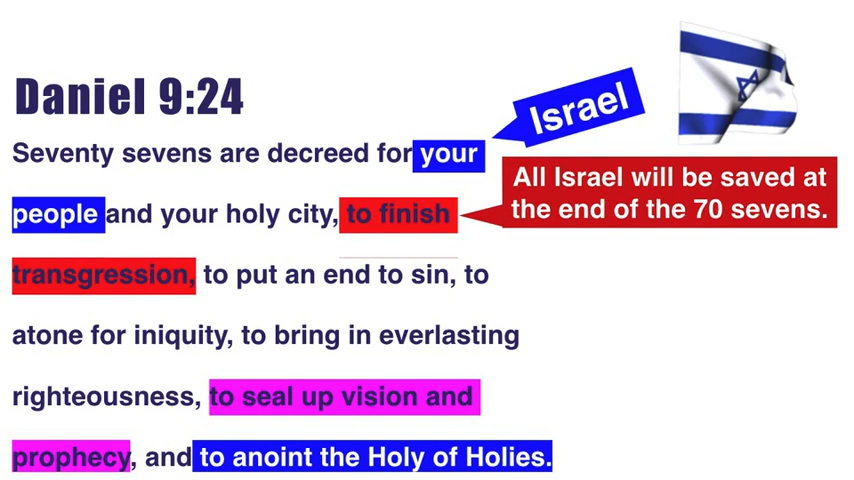 Daniel 9:24
Israel
Seventy sevens are decreed for your
All Israel will be saved at
the end of the 70 sevens.
people and your holy city, to finish
transgression, to put an end to sin, to
atone for iniquity, to bring in everlasting
righteousness, to seal up vision and
prophecy, and to anoint the Holy of Holies.